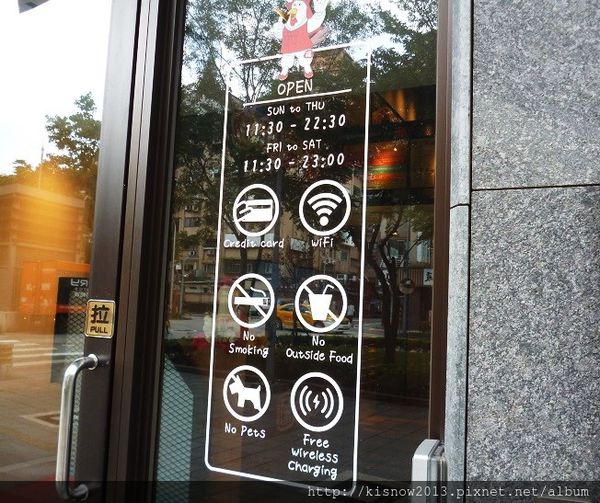 OPEN
SUN to THU
11:30 - 22:30
FRI to SAT
11:30 - 23:00
Credit card
WiFi
No
Smoking
No
Outside Food
No Pets
Free
Wireless
Charging
拉
PULL
http://kisnow2013.pixnet.net/album